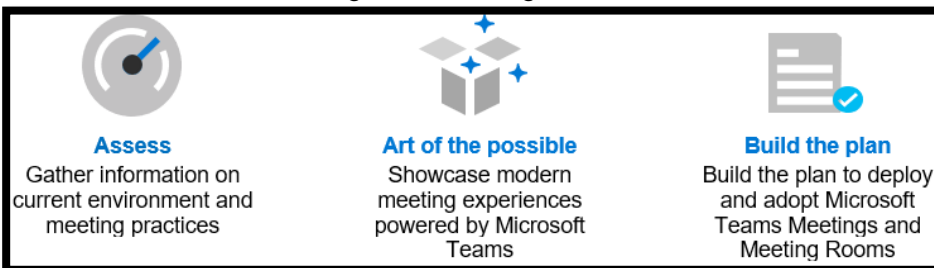 Assess
Gather information on
current environment and
meeting practices
Art of the possible
Showcase modern
meeting experiences
powered by Microsoft
Teams
Build the plan
Build the plan to deploy
and adopt Microsoft
Teams Meetings and
Meeting Rooms